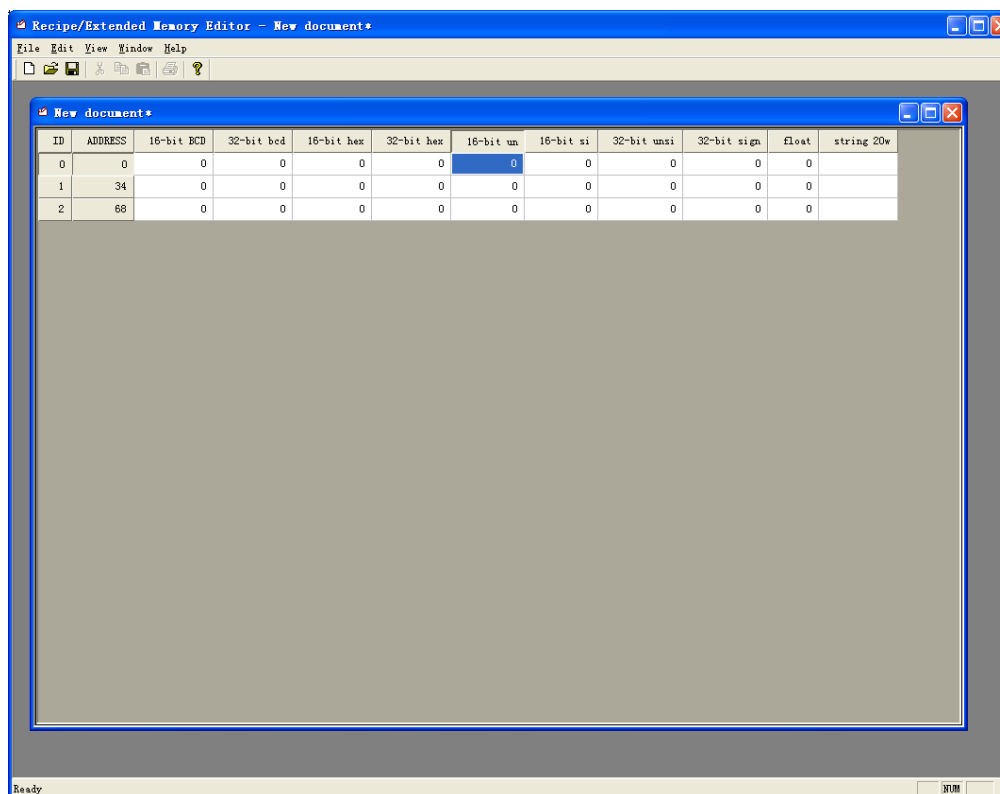 Recipe/Extended Memory Editor - New document*
File Edit View Window Help
New document*
ID ADDRESS 16-bit BCD 32-bit bcd 16-bit hex 32-bit hex 16-bit un 16-bit si 32-bit unsi 32-bit sign float string 20w
0 0 0 0 0 0 0 0 0 0 0
1 34 0 0 0 0 0 0 0 0 0
2 68 0 0 0 0 0 0 0 0 0
Ready NUM